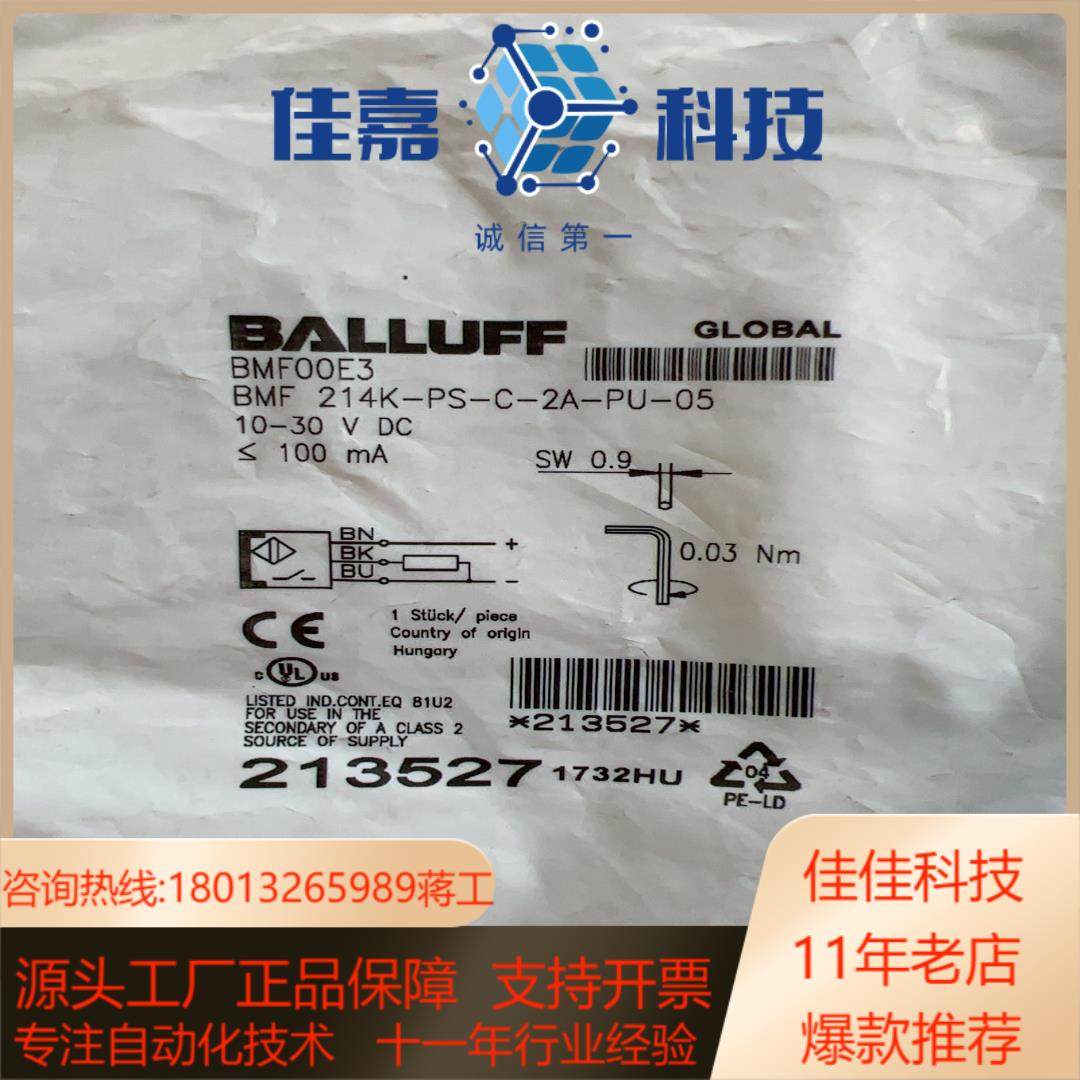 佳嘉 科技
诚信第一
BALLUFF GLOBAL
BMF00E3
BMF 214K-PS-C-2A-PU-05
10-30 V DC
≤ 100 mA
SW 0.9
BN
BK
BU
+
-
0.03 Nm
CE
1 Stück/ piece
Country of origin
Hungary
c UL us
LISTED IND.CONT.EQ 81U2
FOR USE IN THE
SECONDARY OF A CLASS 2
SOURCE OF SUPPLY
*213527*
213527 1732HU
04
PE-LD
咨询热线:18013265989蒋工
佳佳科技
11年老店
爆款推荐
源头工厂正品保障 支持开票
专注自动化技术 十一年行业经验